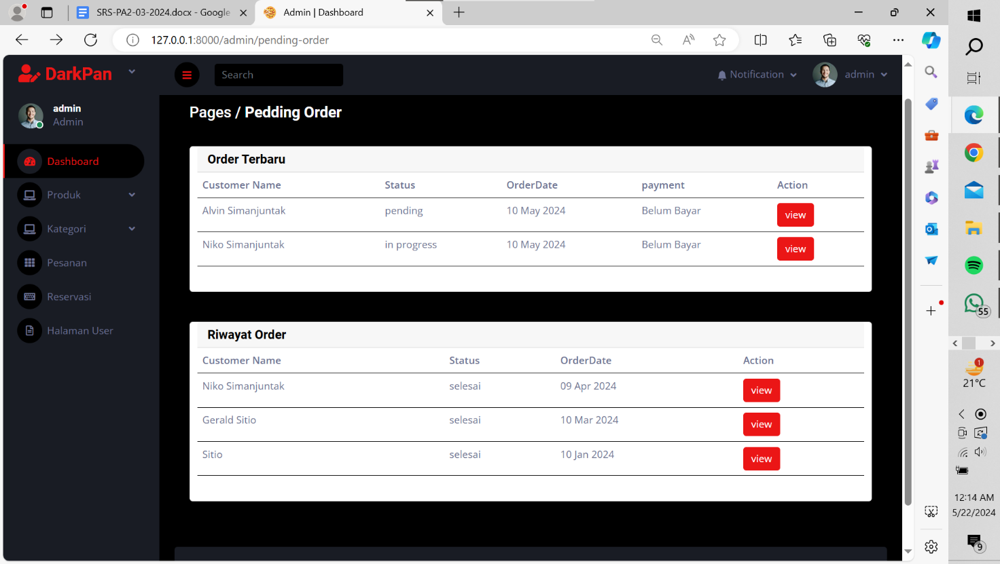 SRS-PA2-03-2024.docx - Google
Admin | Dashboard
127.0.0.1:8000/admin/pending-order
DarkPan
Search
Notification
admin
admin
Admin
Dashboard
Produk
Kategori
Pesanan
Reservasi
Halaman User
Pages / Pedding Order
Order Terbaru
Customer Name Status OrderDate payment Action
Alvin Simanjuntak pending 10 May 2024 Belum Bayar view
Niko Simanjuntak in progress 10 May 2024 Belum Bayar view
Riwayat Order
Customer Name Status OrderDate Action
Niko Simanjuntak selesai 09 Apr 2024 view
Gerald Sitio selesai 10 Mar 2024 view
Sitio selesai 10 Jan 2024 view
55
1
21°C
12:14 AM
5/22/2024
9